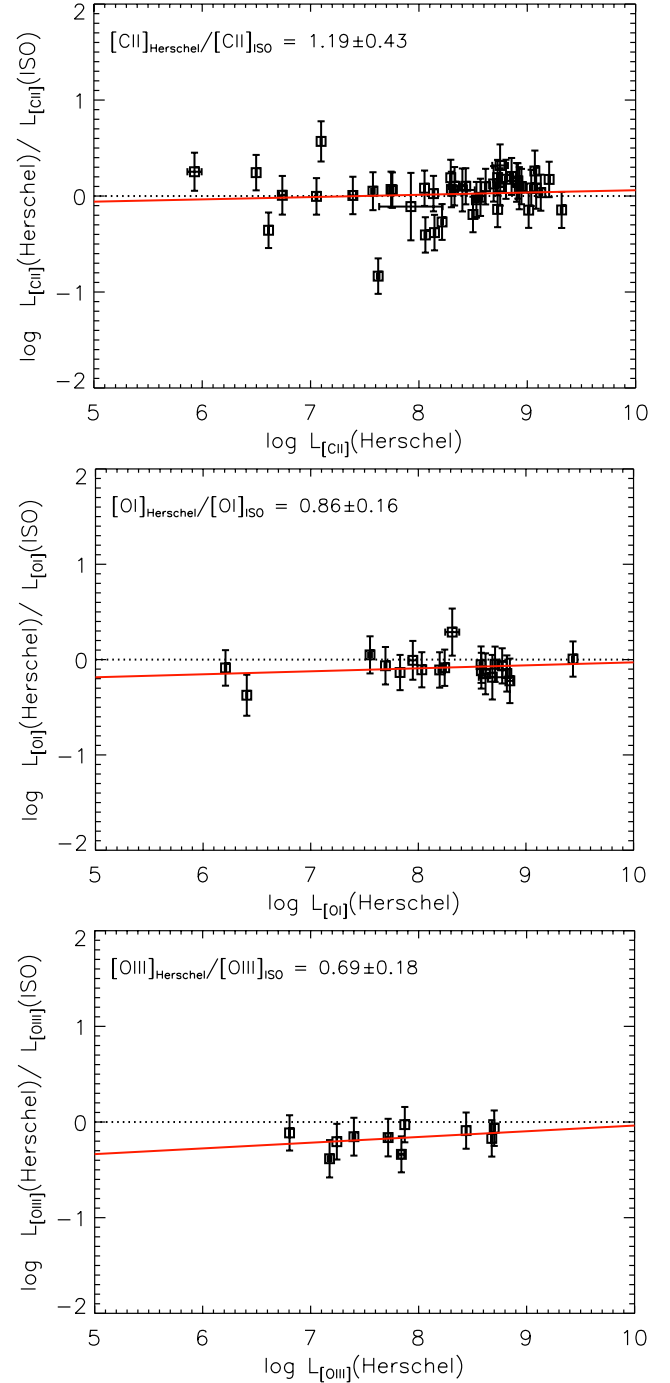 [CII]Herschel/[CII]ISO = 1.19±0.43
log L[CII](Herschel)/ L[CII](ISO)
2
1
0
−1
−2
5 6 7 8 9 10
log L[CII](Herschel)
[OI]Herschel/[OI]ISO = 0.86±0.16
log L[OI](Herschel)/ L[OI](ISO)
2
1
0
−1
−2
5 6 7 8 9 10
log L[OI](Herschel)
[OIII]Herschel/[OIII]ISO = 0.69±0.18
log L[OIII](Herschel)/ L[OIII](ISO)
2
1
0
−1
−2
5 6 7 8 9 10
log L[OIII](Herschel)